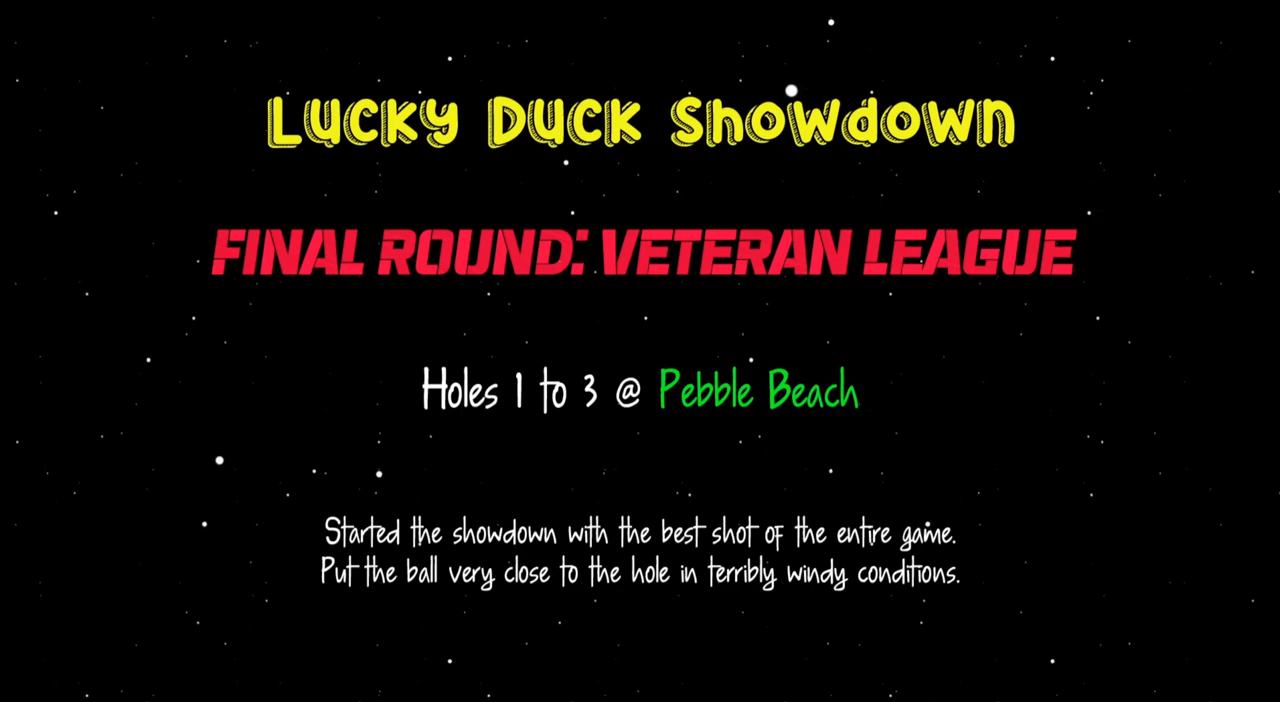 Lucky Duck Showdown
FINAL ROUND: VETERAN LEAGUE
Holes 1 to 3 @ Pebble Beach
Started the showdown with the best shot of the entire game.
Put the ball very close to the hole in terribly windy conditions.